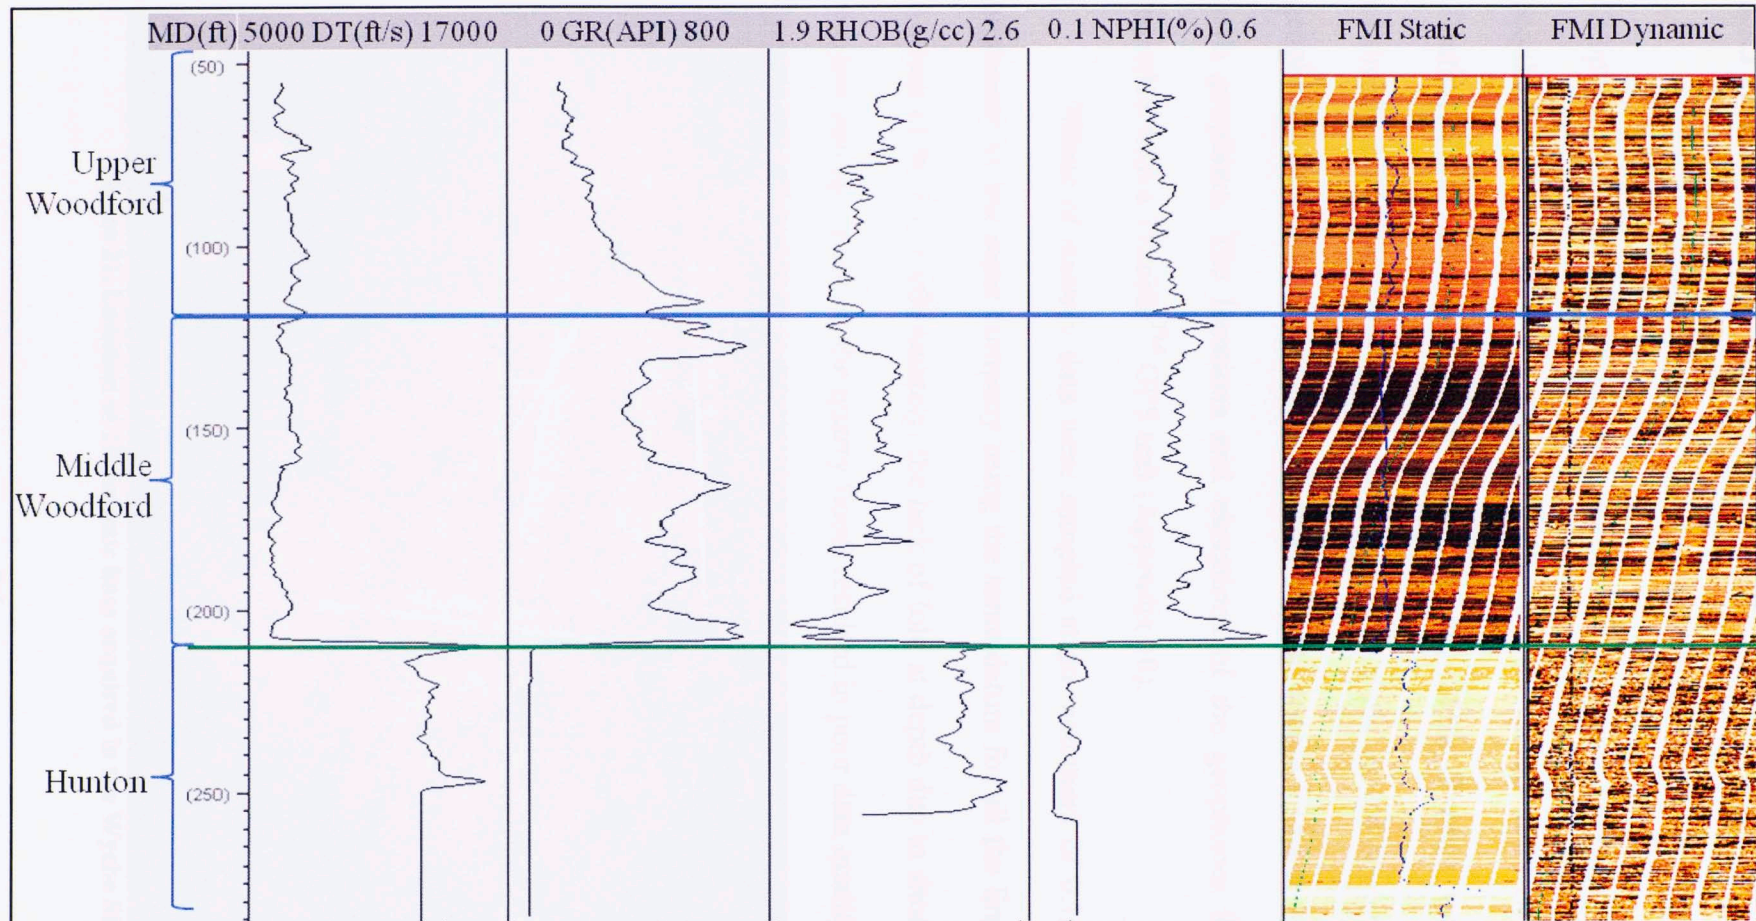 MD(ft) 5000 DT(ft/s) 17000 0 GR(API) 800 1.9 RHOB(g/cc) 2.6 0.1 NPHI(%) 0.6 FMI Static FMI Dynamic
(50)
Upper
Woodford
(100)
(150)
Middle
Woodford
(200)
Hunton
(250)